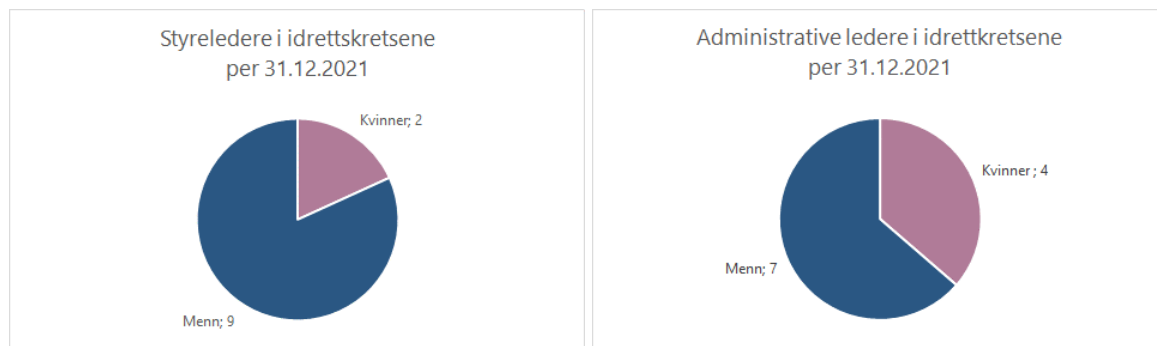 Styreledere i idrettskretsene
per 31.12.2021
Kvinner; 2
Menn; 9
Administrative ledere i idrettkretsene
per 31.12.2021
Kvinner ; 4
Menn; 7